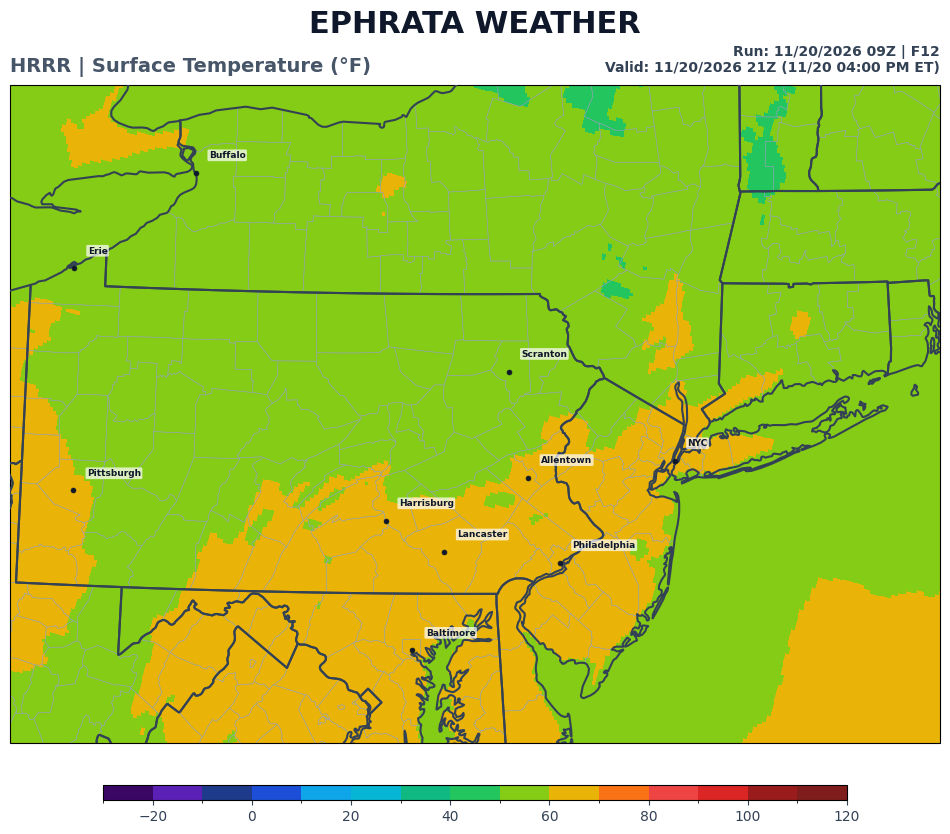 EPHRATA WEATHER
HRRR | Surface Temperature (°F)
Run: 11/20/2026 09Z | F12
Valid: 11/20/2026 21Z (11/20 04:00 PM ET)
Buffalo
Erie
Scranton
NYC
Allentown
Pittsburgh
Harrisburg
Lancaster
Philadelphia
Baltimore
−20 0 20 40 60 80 100 120